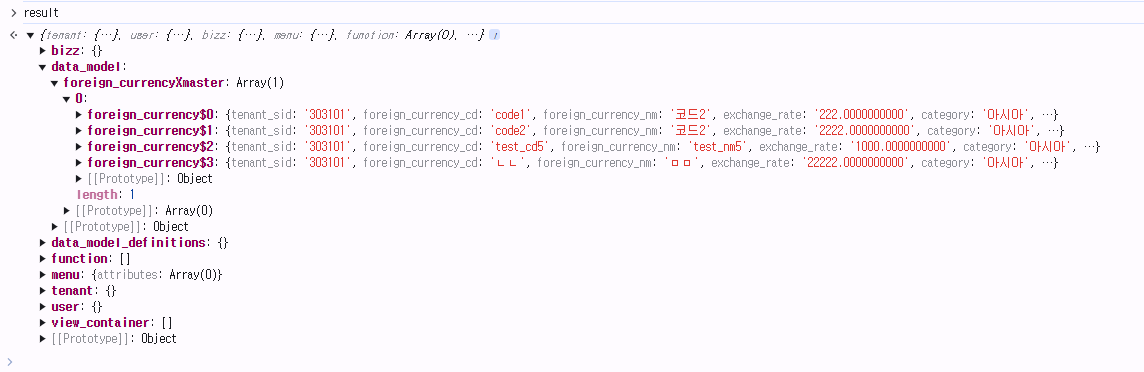 > result
< ▼ {tenant: {…}, user: {…}, bizz: {…}, menu: {…}, function: Array(0), …} i
▶ bizz: {}
▼ data_model:
▼ foreign_currencyXmaster: Array(1)
▼ 0:
▶ foreign_currency$0: {tenant_sid: '303101', foreign_currency_cd: 'code1', foreign_currency_nm: '코드2', exchange_rate: '222.0000000000', category: '아시아', …}
▶ foreign_currency$1: {tenant_sid: '303101', foreign_currency_cd: 'code2', foreign_currency_nm: '코드2', exchange_rate: '2222.0000000000', category: '아시아', …}
▶ foreign_currency$2: {tenant_sid: '303101', foreign_currency_cd: 'test_cd5', foreign_currency_nm: 'test_nm5', exchange_rate: '1000.0000000000', category: '아시아', …}
▶ foreign_currency$3: {tenant_sid: '303101', foreign_currency_cd: 'ㄴㄴ', foreign_currency_nm: 'ㅁㅁ', exchange_rate: '22222.0000000000', category: '아시아', …}
▶ [[Prototype]]: Object
length: 1
▶ [[Prototype]]: Array(0)
▶ [[Prototype]]: Object
▶ data_model_definitions: {}
▶ function: []
▶ menu: {attributes: Array(0)}
▶ tenant: {}
▶ user: {}
▶ view_container: []
▶ [[Prototype]]: Object
>